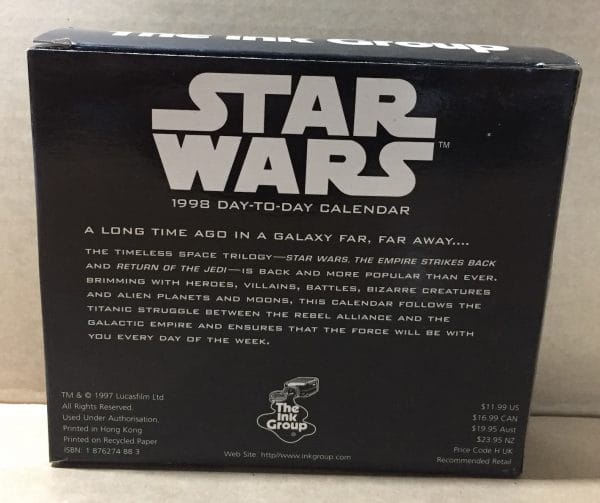 The Ink Group
STAR
WARS™
1998 DAY-TO-DAY CALENDAR
A LONG TIME AGO IN A GALAXY FAR, FAR AWAY....
THE TIMELESS SPACE TRILOGY—STAR WARS, THE EMPIRE STRIKES BACK
AND RETURN OF THE JEDI—IS BACK AND MORE POPULAR THAN EVER.
BRIMMING WITH HEROES, VILLAINS, BATTLES, BIZARRE CREATURES
AND ALIEN PLANETS AND MOONS, THIS CALENDAR FOLLOWS THE
TITANIC STRUGGLE BETWEEN THE REBEL ALLIANCE AND THE
GALACTIC EMPIRE AND ENSURES THAT THE FORCE WILL BE WITH
YOU EVERY DAY OF THE WEEK.
TM & © 1997 Lucasfilm Ltd
All Rights Reserved.
Used Under Authorisation.
Printed in Hong Kong
Printed on Recycled Paper
ISBN: 1 876274 88 3
The
Ink
Group®
Web Site: http//www.inkgroup.com
$11.99 US
$16.99 CAN
$19.95 Aust
$23.95 NZ
Price Code H UK
Recommended Retail